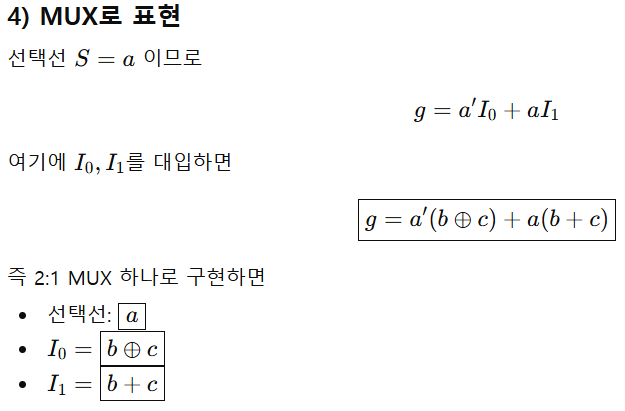 4) MUX로 표현
선택선 S = a 이므로
g = a′I₀ + aI₁
여기에 I₀, I₁를 대입하면
g = a′(b ⊕ c) + a(b + c)
즉 2:1 MUX 하나로 구현하면
• 선택선: a
• I₀ = b ⊕ c
• I₁ = b + c